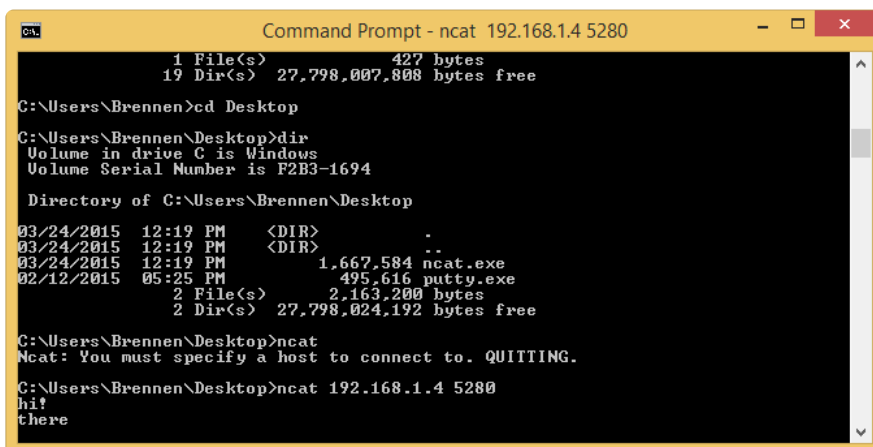 Command Prompt - ncat 192.168.1.4 5280
1 File(s) 427 bytes
19 Dir(s) 27,798,007,808 bytes free
C:\Users\Brennen>cd Desktop
C:\Users\Brennen\Desktop>dir
Volume in drive C is Windows
Volume Serial Number is F2B3-1694
Directory of C:\Users\Brennen\Desktop
03/24/2015 12:19 PM <DIR> .
03/24/2015 12:19 PM <DIR> ..
03/24/2015 12:19 PM 1,667,584 ncat.exe
02/12/2015 05:25 PM 495,616 putty.exe
2 File(s) 2,163,200 bytes
2 Dir(s) 27,798,024,192 bytes free
C:\Users\Brennen\Desktop>ncat
Ncat: You must specify a host to connect to. QUITTING.
C:\Users\Brennen\Desktop>ncat 192.168.1.4 5280
hi!
there